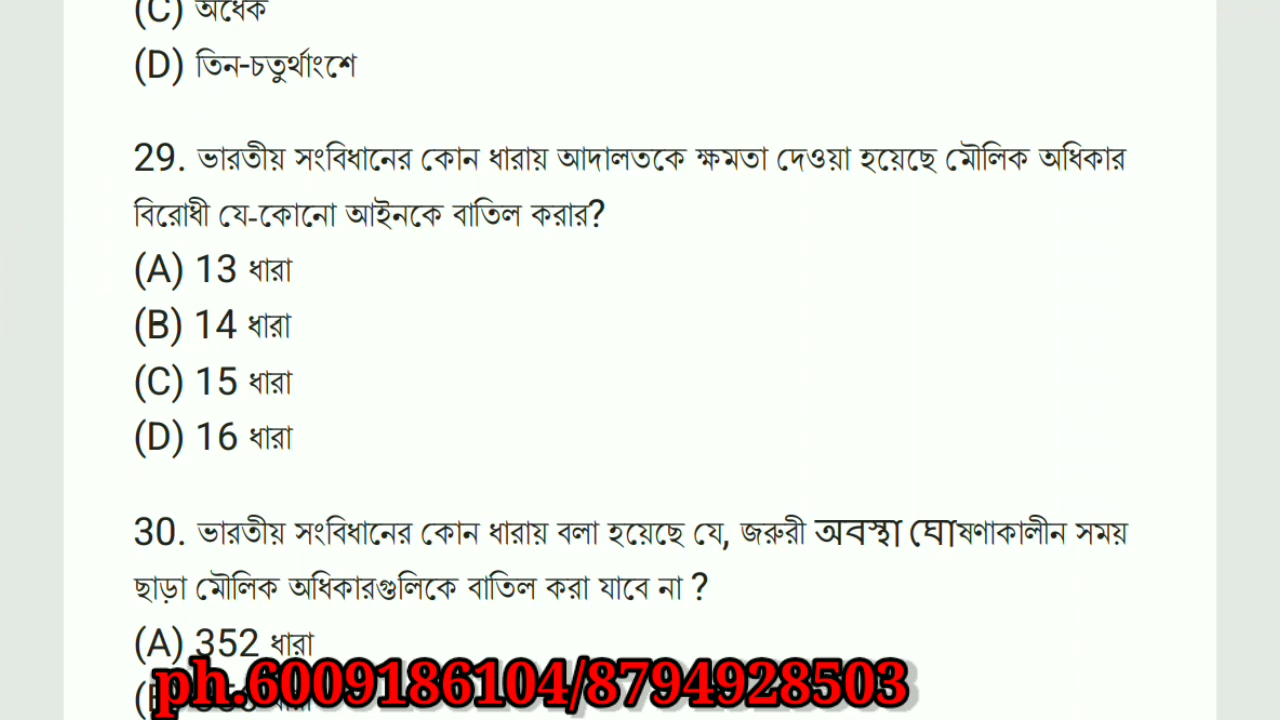 (C) অর্ধেক
(D) তিন-চতুর্থাংশে
29. ভারতীয় সংবিধানের কোন ধারায় আদালতকে ক্ষমতা দেওয়া হয়েছে মৌলিক অধিকার
বিরোধী যে-কোনো আইনকে বাতিল করার?
(A) 13 ধারা
(B) 14 ধারা
(C) 15 ধারা
(D) 16 ধারা
30. ভারতীয় সংবিধানের কোন ধারায় বলা হয়েছে যে, জরুরী অবস্থা ঘোষণাকালীন সময়
ছাড়া মৌলিক অধিকারগুলিকে বাতিল করা যাবে না ?
(A) 352 ধারা
ph.6009186104/8794928503